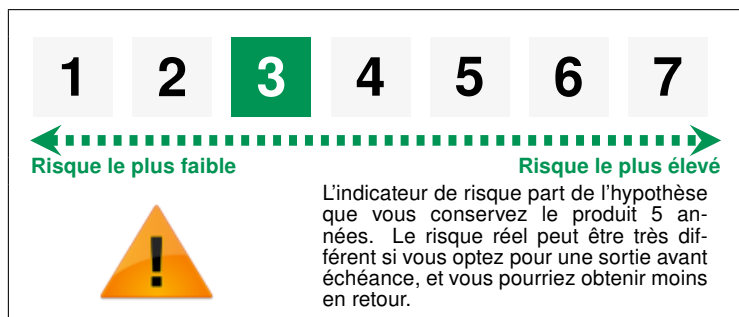 1 2 3 4 5 6 7
Risque le plus faible Risque le plus élevé
L'indicateur de risque part de l'hypothèse
que vous conservez le produit 5 an-
nées. Le risque réel peut être très dif-
férent si vous optez pour une sortie avant
échéance, et vous pourriez obtenir moins
en retour.
!